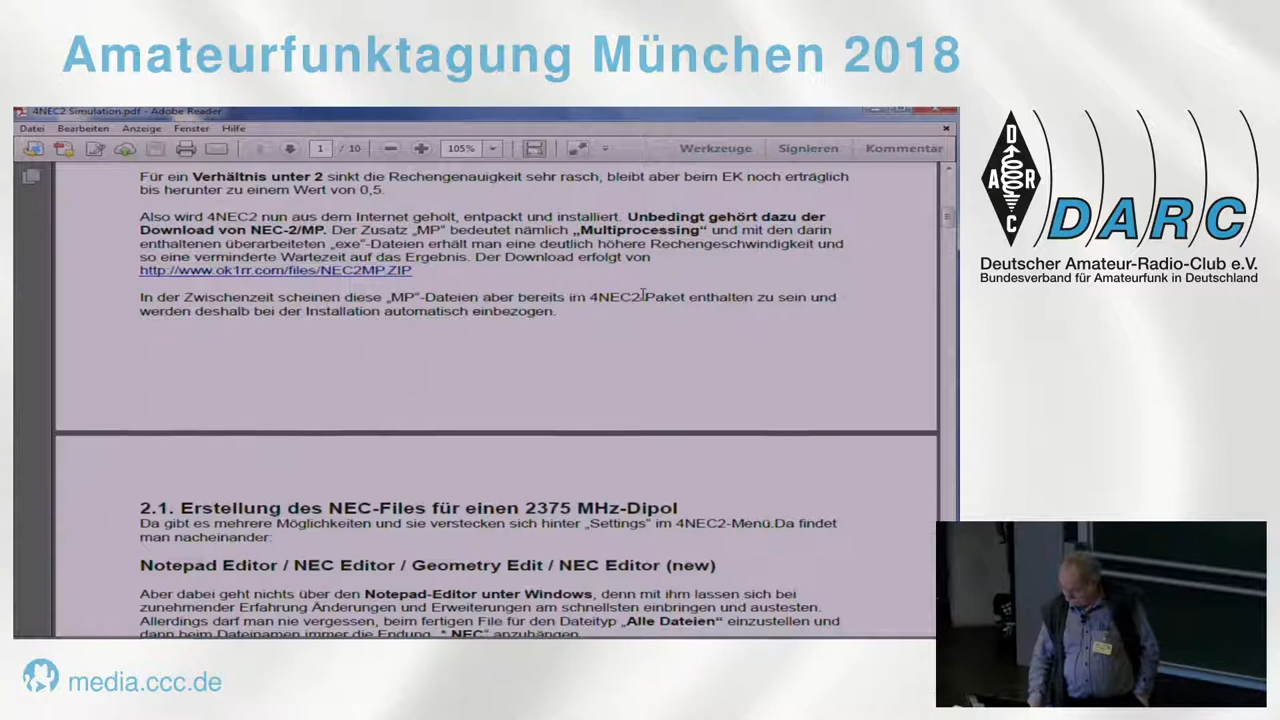 Amateurfunktagung München 2018
4NEC2 Simulation.pdf - Adobe Reader
Datei Bearbeiten Anzeige Fenster Hilfe
1 / 10 105% Werkzeuge Signieren Kommentar
Für ein Verhältnis unter 2 sinkt die Rechengenauigkeit sehr rasch, bleibt aber beim EK noch erträglich
bis herunter zu einem Wert von 0,5.
Also wird 4NEC2 nun aus dem Internet geholt, entpackt und installiert. Unbedingt gehört dazu der
Download von NEC-2/MP. Der Zusatz „MP" bedeutet nämlich „Multiprocessing" und mit den darin
enthaltenen überarbeiteten „exe"-Dateien erhält man eine deutlich höhere Rechengeschwindigkeit und
so eine verminderte Wartezeit auf das Ergebnis. Der Download erfolgt von
http://www.ok1rr.com/files/NEC2MP.ZIP
In der Zwischenzeit scheinen diese „MP"-Dateien aber bereits im 4NEC2-Paket enthalten zu sein und
werden deshalb bei der Installation automatisch einbezogen.
2.1. Erstellung des NEC-Files für einen 2375 MHz-Dipol
Da gibt es mehrere Möglichkeiten und sie verstecken sich hinter „Settings" im 4NEC2-Menü.Da findet
man nacheinander:
Notepad Editor / NEC Editor / Geometry Edit / NEC Editor (new)
Aber dabei geht nichts über den Notepad-Editor unter Windows, denn mit ihm lassen sich bei
zunehmender Erfahrung Änderungen und Erweiterungen am schnellsten einbringen und austesten.
Allerdings darf man nie vergessen, beim fertigen File für den Dateityp „Alle Dateien" einzustellen und
dann beim Dateinamen immer die Endung „*.NEC" anzuhängen.
D
A R
C
DARC
Deutscher Amateur-Radio-Club e.V.
Bundesverband für Amateurfunk in Deutschland
media.ccc.de